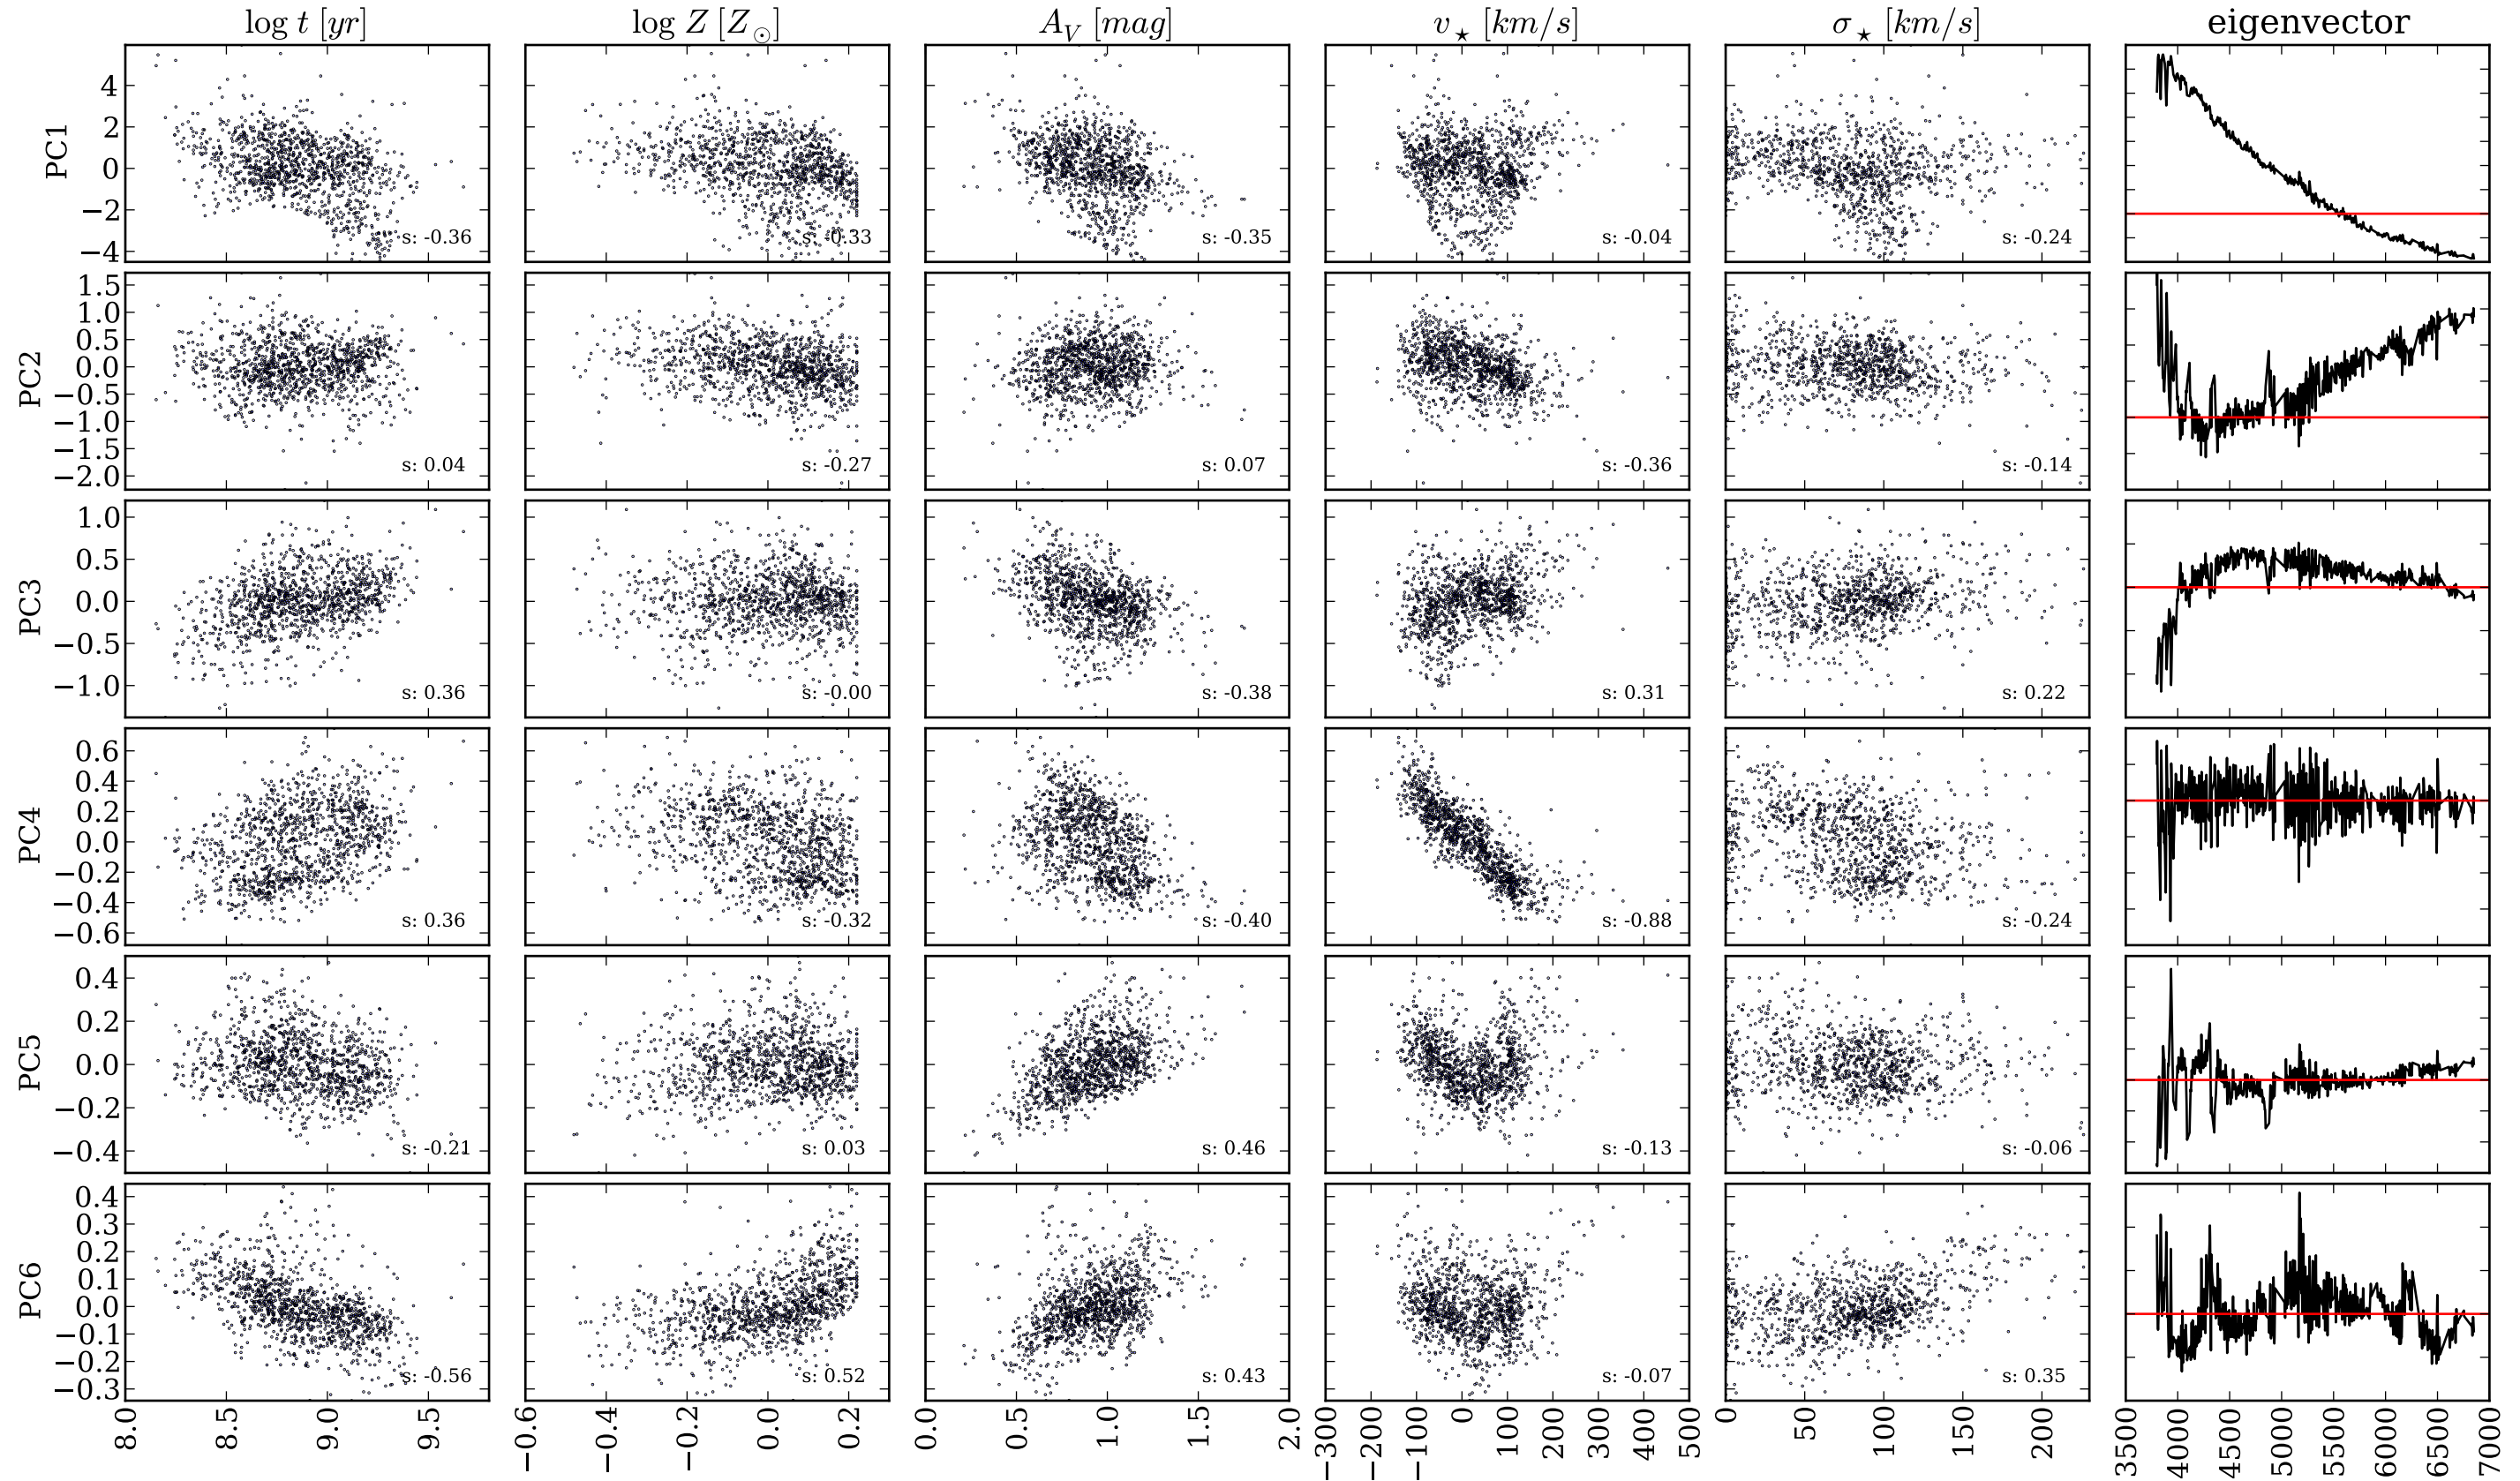 log t [yr] log Z [Z⊙] A_V [mag] v⋆ [km/s] σ⋆ [km/s] eigenvector
PC1
4
2
0
−2
−4
s: -0.36 s: -0.33 s: -0.35 s: -0.04 s: -0.24
PC2
1.5
1.0
0.5
0.0
−0.5
−1.0
−1.5
−2.0
s: 0.04 s: -0.27 s: 0.07 s: -0.36 s: -0.14
PC3
1.0
0.5
0.0
−0.5
−1.0
s: 0.36 s: -0.00 s: -0.38 s: 0.31 s: 0.22
PC4
0.6
0.4
0.2
0.0
−0.2
−0.4
−0.6
s: 0.36 s: -0.32 s: -0.40 s: -0.88 s: -0.24
PC5
0.4
0.2
0.0
−0.2
−0.4
s: -0.21 s: 0.03 s: 0.46 s: -0.13 s: -0.06
PC6
0.4
0.3
0.2
0.1
0.0
−0.1
−0.2
−0.3
s: -0.56 s: 0.52 s: 0.43 s: -0.07 s: 0.35
8.0 8.5 9.0 9.5 −0.6 −0.4 −0.2 0.0 0.2 0.0 0.5 1.0 1.5 2.0 −300 −200 −100 0 100 200 300 400 500 0 50 100 150 200 3500 4000 4500 5000 5500 6000 6500 7000